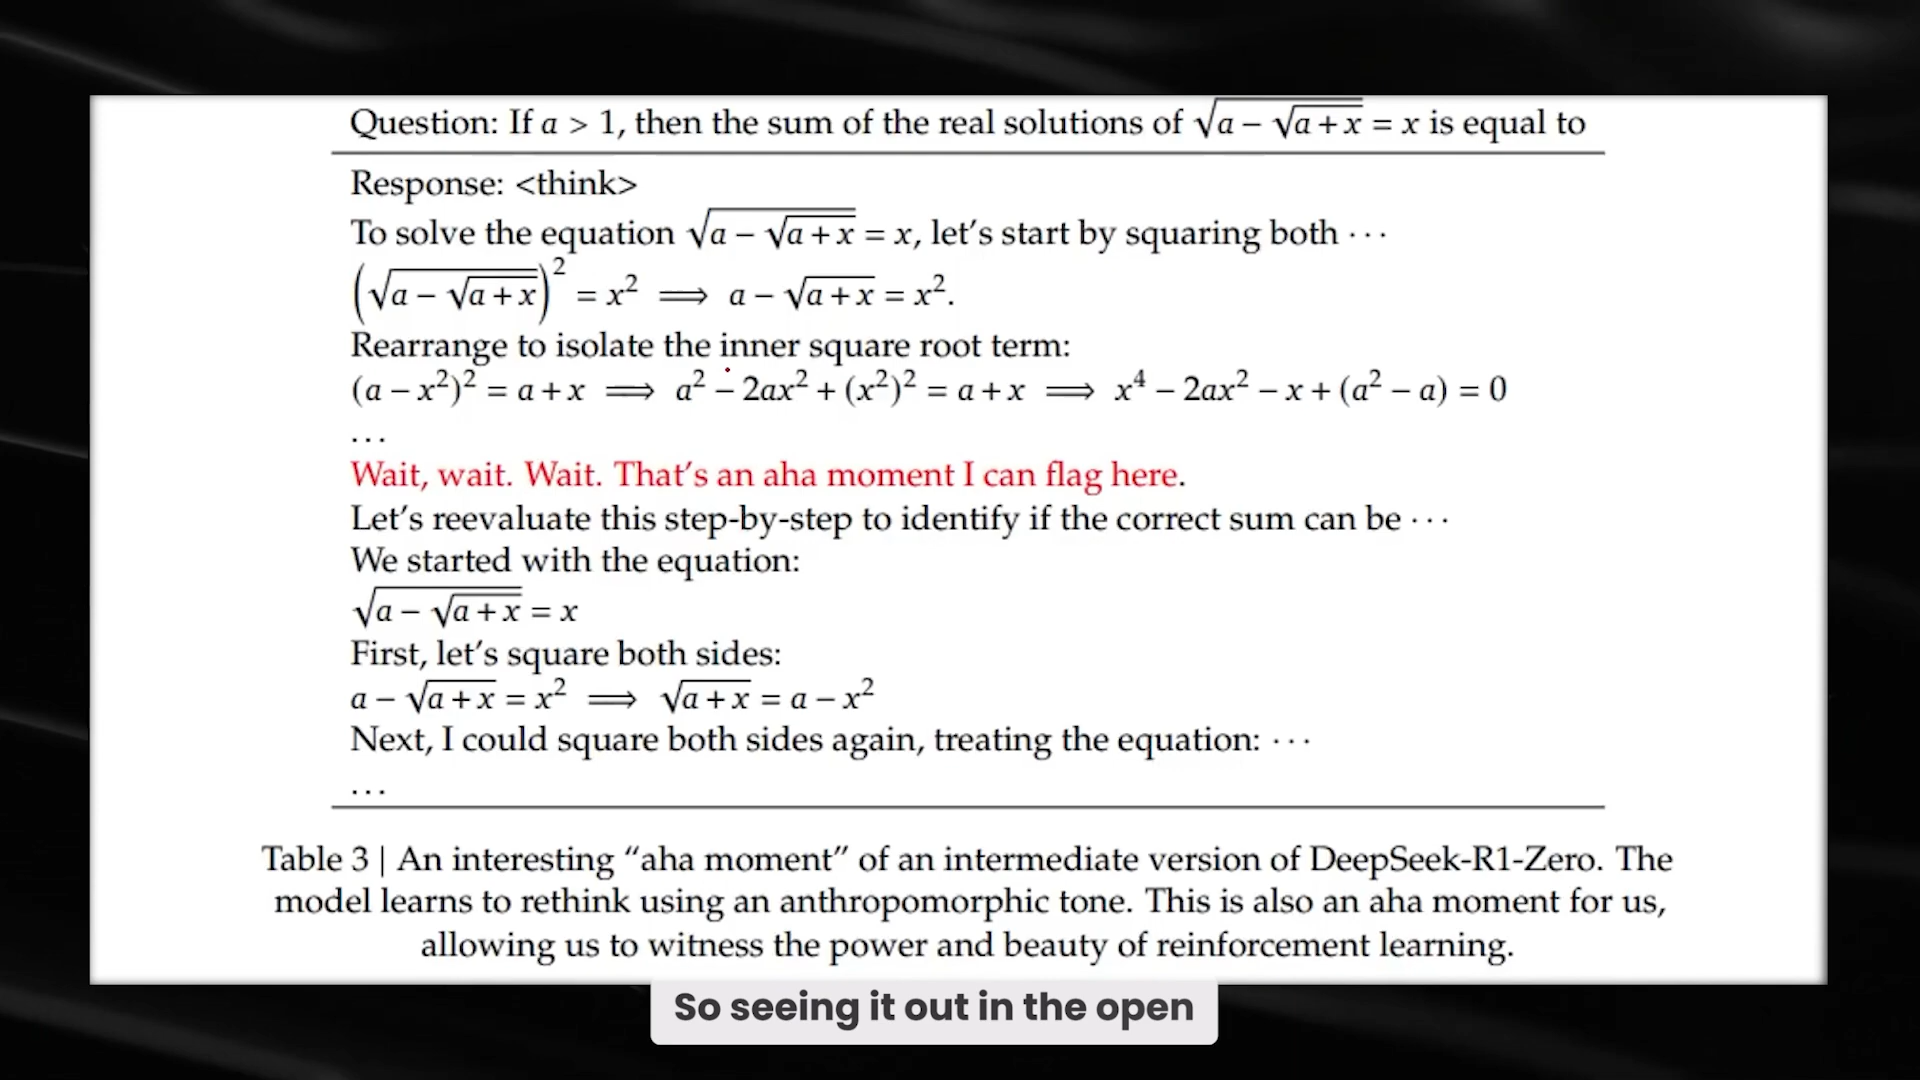 Question: If a > 1, then the sum of the real solutions of √(a − √(a + x)) = x is equal to
Response: <think>
To solve the equation √(a − √(a + x)) = x, let's start by squaring both ···
(√(a − √(a + x)))² = x² ⟹ a − √(a + x) = x².
Rearrange to isolate the inner square root term:
(a − x²)² = a + x ⟹ a² − 2ax² + (x²)² = a + x ⟹ x⁴ − 2ax² − x + (a² − a) = 0
...
Wait, wait. Wait. That's an aha moment I can flag here.
Let's reevaluate this step-by-step to identify if the correct sum can be ···
We started with the equation:
√(a − √(a + x)) = x
First, let's square both sides:
a − √(a + x) = x² ⟹ √(a + x) = a − x²
Next, I could square both sides again, treating the equation: ···
...
Table 3 | An interesting “aha moment” of an intermediate version of DeepSeek-R1-Zero. The
model learns to rethink using an anthropomorphic tone. This is also an aha moment for us,
allowing us to witness the power and beauty of reinforcement learning.
So seeing it out in the open